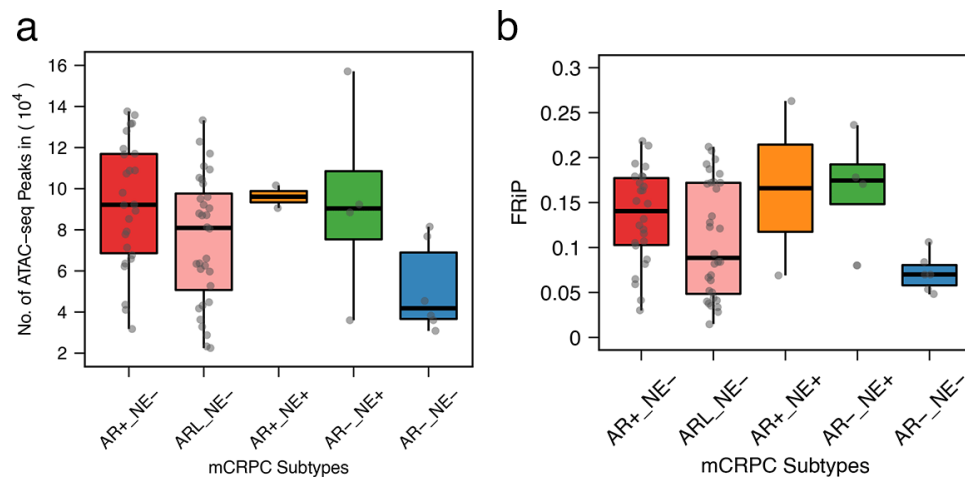 a
No. of ATAC−seq Peaks in ( 10⁴ )
16
14
12
10
8
6
4
2
AR+_NE−
ARL_NE−
AR+_NE+
AR−_NE+
AR−_NE−
mCRPC Subtypes
b
FRiP
0.3
0.25
0.2
0.15
0.1
0.05
0
AR+_NE−
ARL_NE−
AR+_NE+
AR−_NE+
AR−_NE−
mCRPC Subtypes